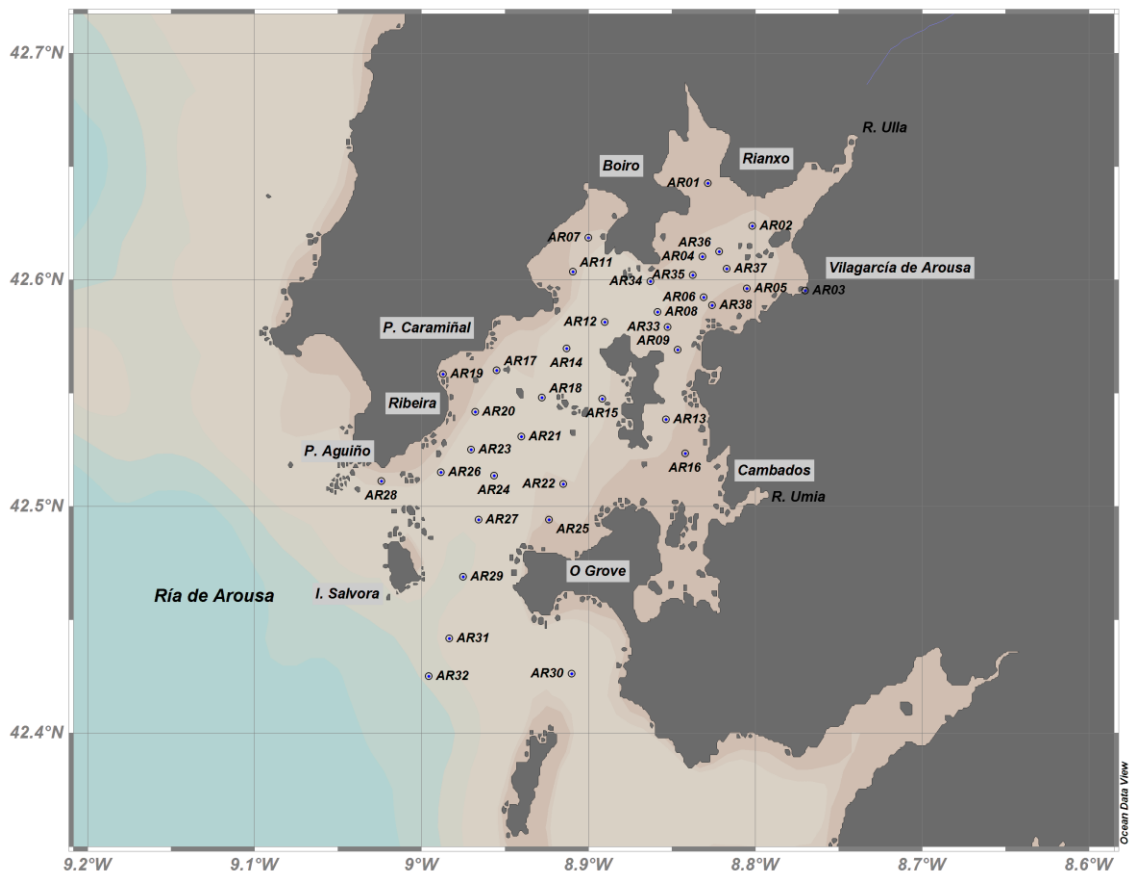 42.7°N
R. Ulla
Boiro
Rianxo
AR01
AR02
AR07
AR36
AR04
AR11
AR37
Vilagarcía de Arousa
42.6°N
AR34
AR35
AR05
AR03
AR06
AR38
AR08
AR12
AR33
P. Caramiñal
AR09
AR14
AR17
AR19
AR18
Ribeira
AR20
AR15
AR13
AR21
P. Aguiño
AR23
AR16
AR26
Cambados
AR28
AR24
AR22
R. Umia
42.5°N
AR27
AR25
AR29
O Grove
Ría de Arousa
I. Salvora
AR31
AR32
AR30
42.4°N
Ocean Data View
9.2°W
9.1°W
9°W
8.9°W
8.8°W
8.7°W
8.6°W